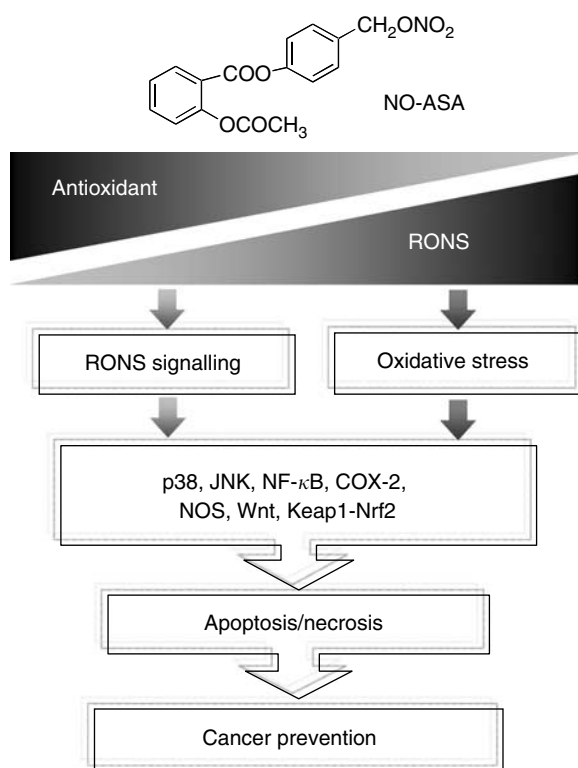 CH₂ONO₂
COO
OCOCH₃
NO-ASA
Antioxidant
RONS
RONS signalling
Oxidative stress
p38, JNK, NF-κB, COX-2,
NOS, Wnt, Keap1-Nrf2
Apoptosis/necrosis
Cancer prevention